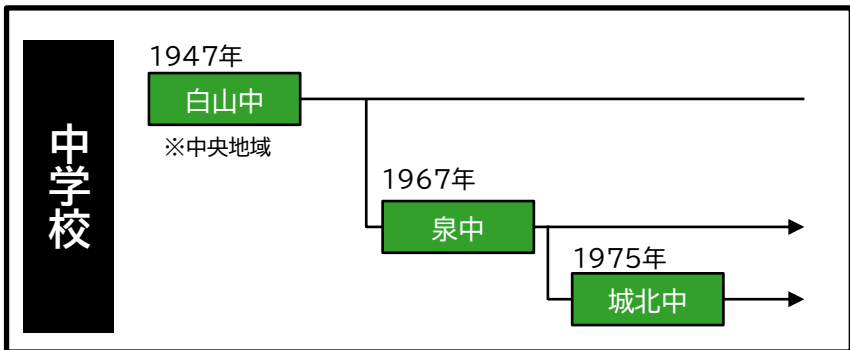 中学校
1947年
白山中
※中央地域
1967年
泉中
1975年
城北中